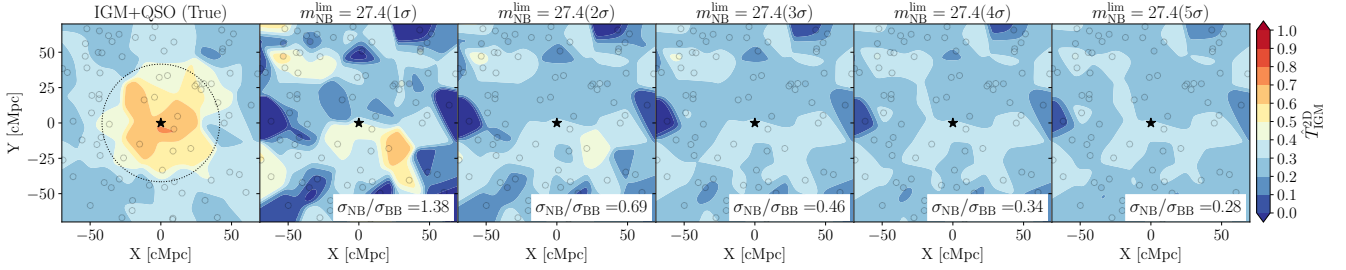 IGM+QSO (True)
m_NB^lim = 27.4(1σ)
m_NB^lim = 27.4(2σ)
m_NB^lim = 27.4(3σ)
m_NB^lim = 27.4(4σ)
m_NB^lim = 27.4(5σ)
50
25
0
−25
−50
Y [cMpc]
σ_NB/σ_BB =1.38
σ_NB/σ_BB =0.69
σ_NB/σ_BB =0.46
σ_NB/σ_BB =0.34
σ_NB/σ_BB =0.28
−50 0 50
−50 0 50
−50 0 50
−50 0 50
−50 0 50
−50 0 50
X [cMpc]
X [cMpc]
X [cMpc]
X [cMpc]
X [cMpc]
X [cMpc]
1.0
0.9
0.8
0.7
0.6
0.5
0.4
0.3
0.2
0.1
0.0
T̂_IGM^2D